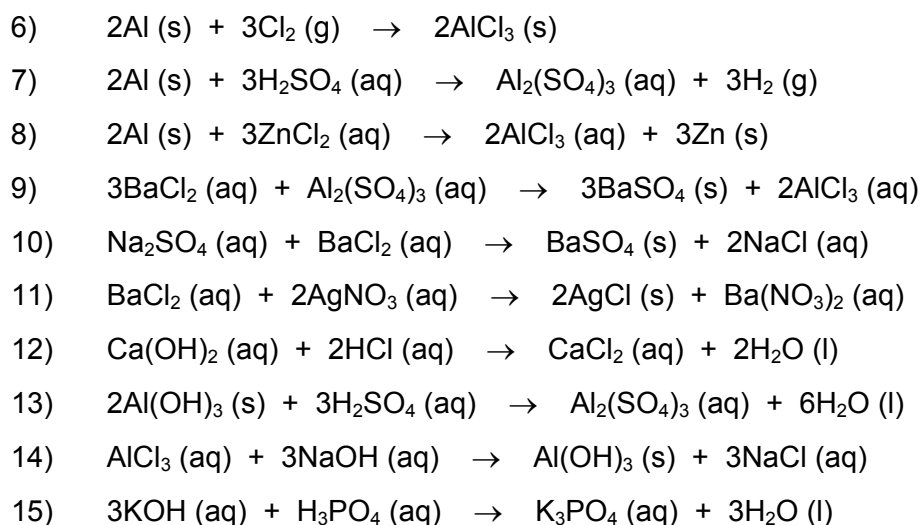 6) 2Al (s) + 3Cl₂ (g) → 2AlCl₃ (s)
7) 2Al (s) + 3H₂SO₄ (aq) → Al₂(SO₄)₃ (aq) + 3H₂ (g)
8) 2Al (s) + 3ZnCl₂ (aq) → 2AlCl₃ (aq) + 3Zn (s)
9) 3BaCl₂ (aq) + Al₂(SO₄)₃ (aq) → 3BaSO₄ (s) + 2AlCl₃ (aq)
10) Na₂SO₄ (aq) + BaCl₂ (aq) → BaSO₄ (s) + 2NaCl (aq)
11) BaCl₂ (aq) + 2AgNO₃ (aq) → 2AgCl (s) + Ba(NO₃)₂ (aq)
12) Ca(OH)₂ (aq) + 2HCl (aq) → CaCl₂ (aq) + 2H₂O (l)
13) 2Al(OH)₃ (s) + 3H₂SO₄ (aq) → Al₂(SO₄)₃ (aq) + 6H₂O (l)
14) AlCl₃ (aq) + 3NaOH (aq) → Al(OH)₃ (s) + 3NaCl (aq)
15) 3KOH (aq) + H₃PO₄ (aq) → K₃PO₄ (aq) + 3H₂O (l)